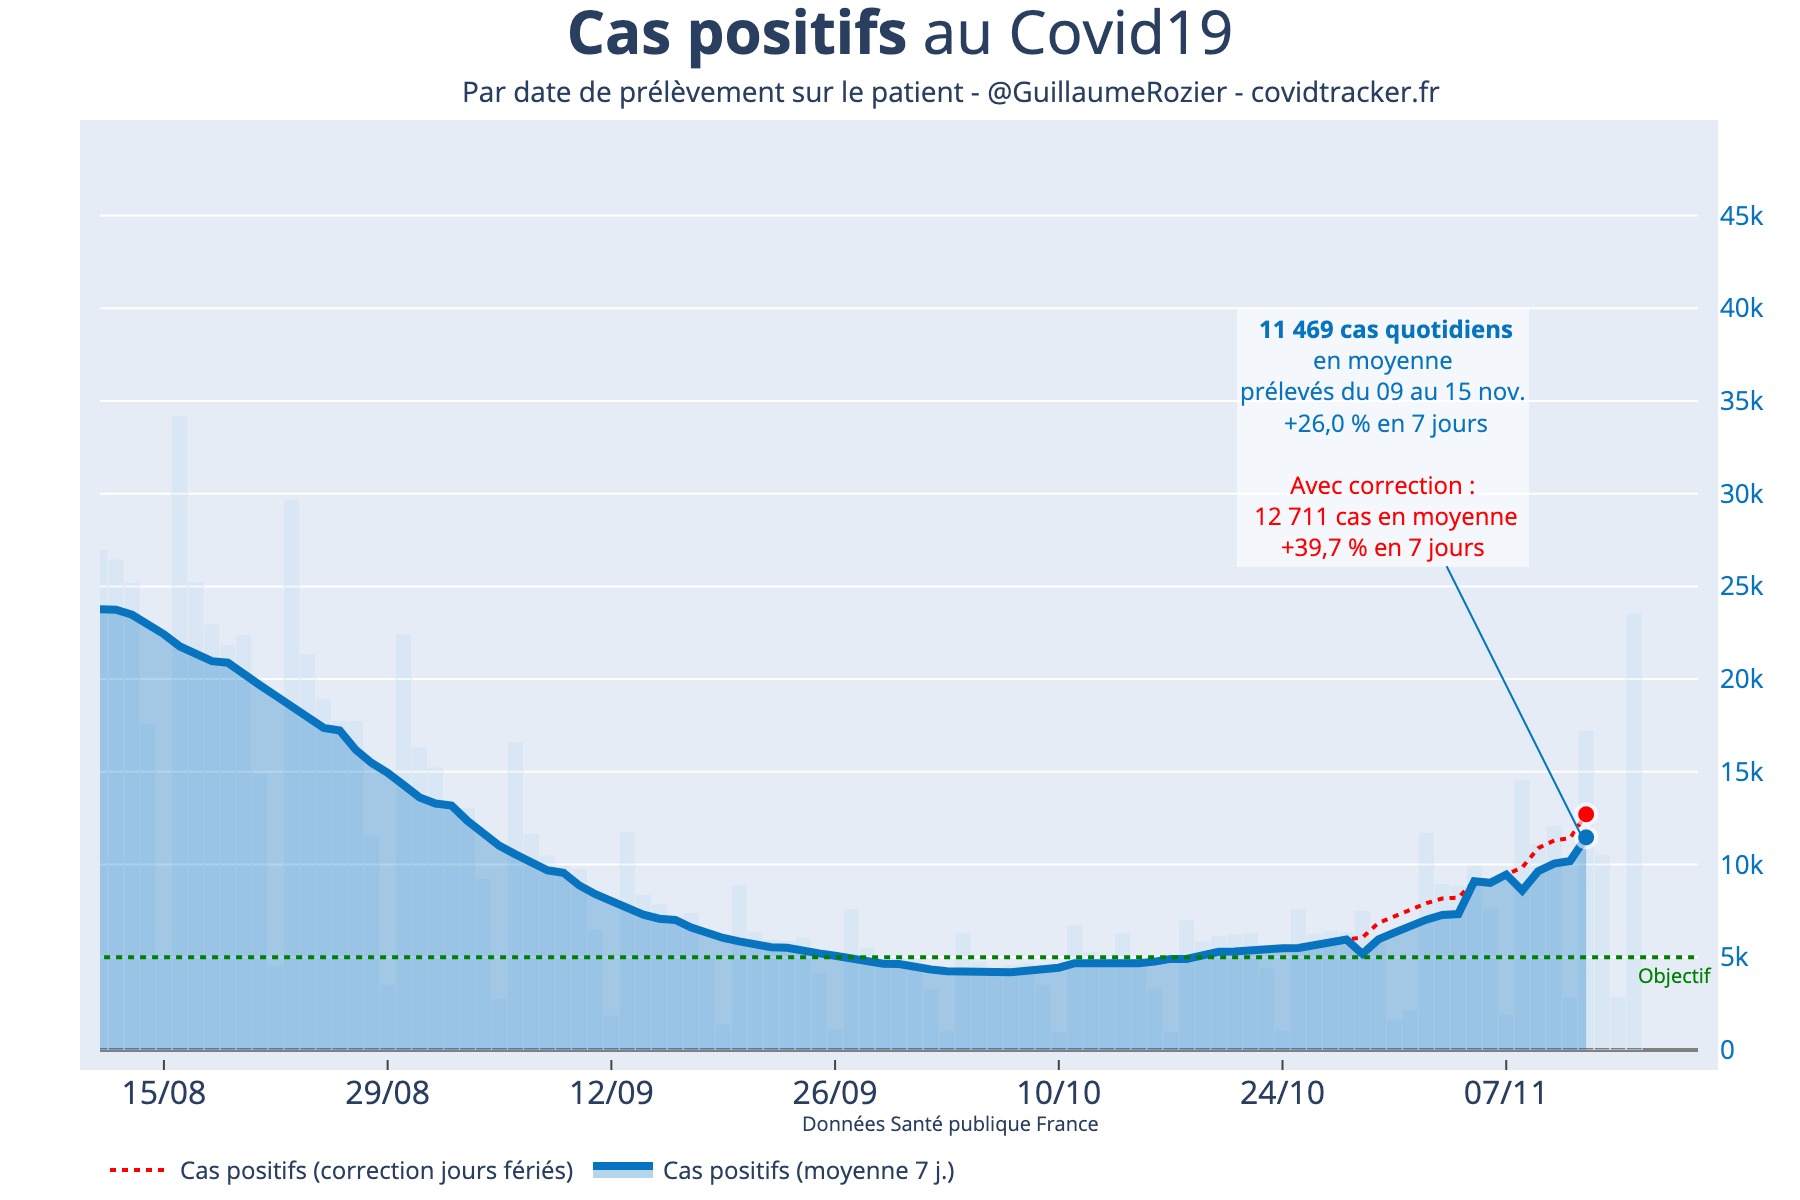 Cas positifs au Covid19
Par date de prélèvement sur le patient - @GuillaumeRozier - covidtracker.fr
45k
40k
11 469 cas quotidiens
en moyenne
prélevés du 09 au 15 nov.
+26,0 % en 7 jours
35k
Avec correction :
12 711 cas en moyenne
+39,7 % en 7 jours
30k
25k
20k
15k
10k
5k
Objectif
0
15/08 29/08 12/09 26/09 10/10 24/10 07/11
Données Santé publique France
Cas positifs (correction jours fériés) Cas positifs (moyenne 7 j.)